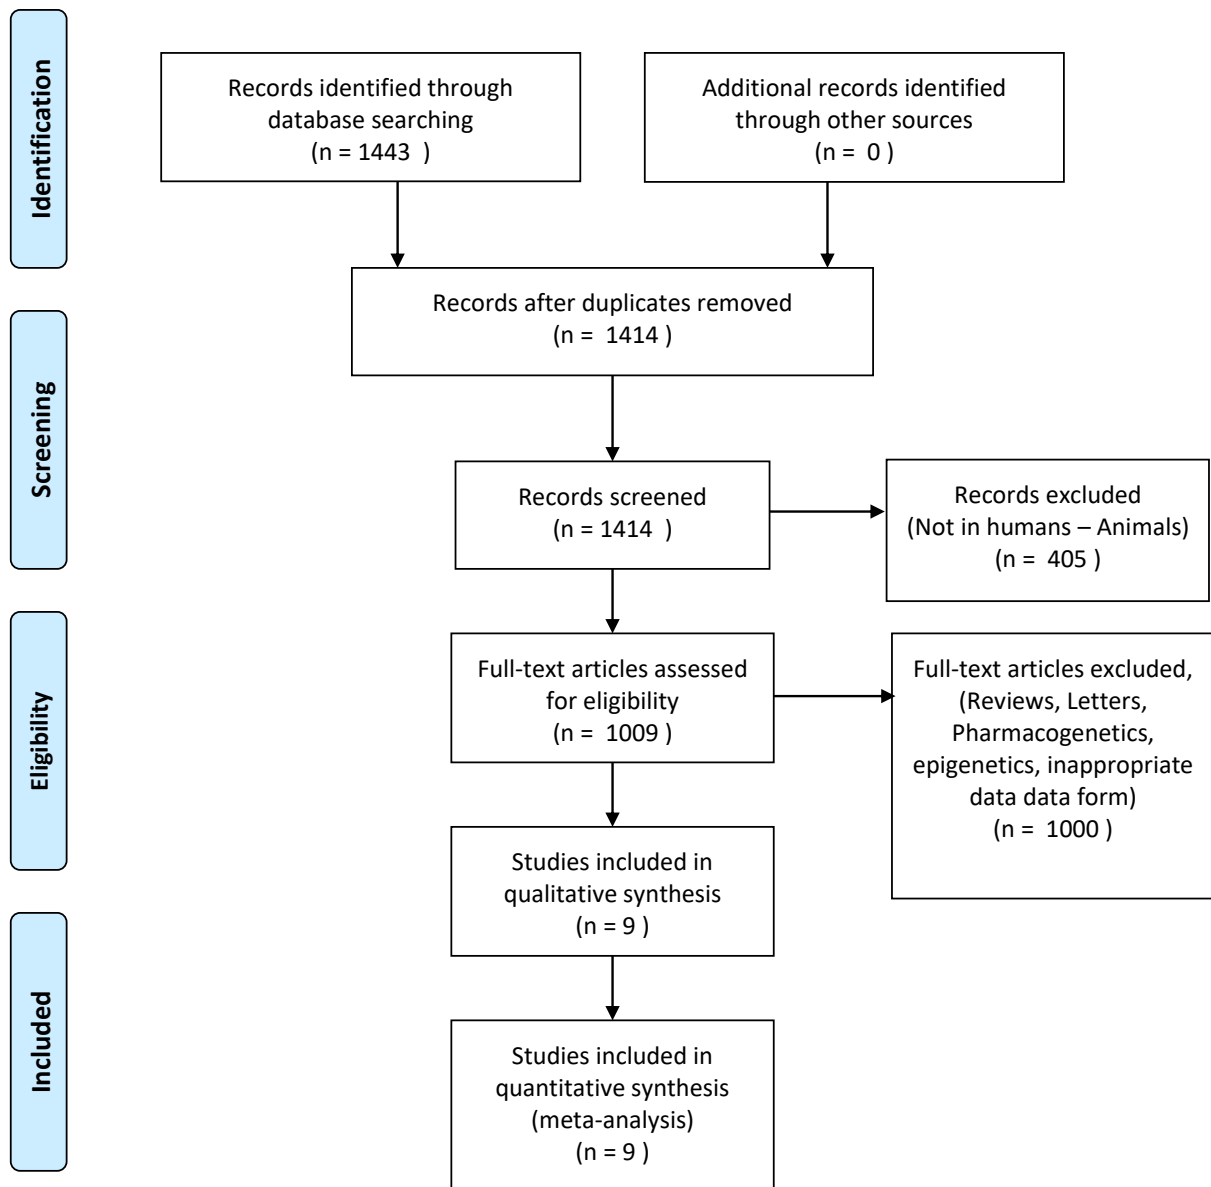 Identification
Records identified through
database searching
(n = 1443  )
Additional records identified
through other sources
(n =  0 )
Records after duplicates removed
(n =  1414 )
Screening
Records screened
(n = 1414  )
Records excluded
(Not in humans – Animals)
(n =  405 )
Eligibility
Full-text articles assessed
for eligibility
(n =  1009 )
Full-text articles excluded,
(Reviews, Letters,
Pharmacogenetics,
epigenetics, inappropriate
data data form)
(n =  1000 )
Studies included in
qualitative synthesis
(n = 9 )
Included
Studies included in
quantitative synthesis
(meta-analysis)
(n = 9 )